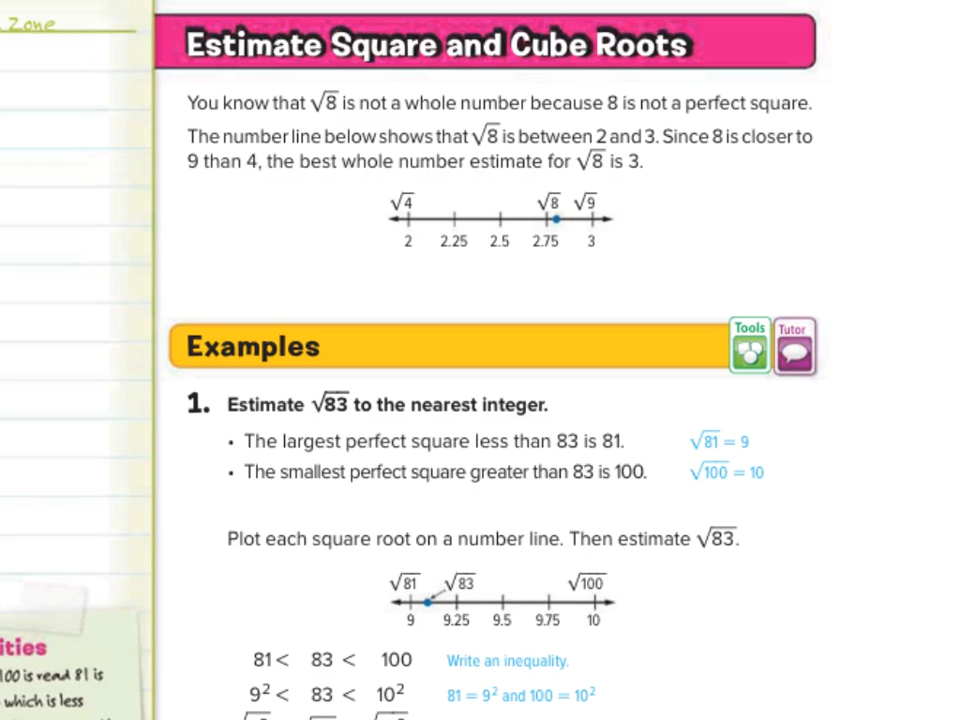 Zone
Estimate Square and Cube Roots
You know that √8 is not a whole number because 8 is not a perfect square.
The number line below shows that √8 is between 2 and 3. Since 8 is closer to
9 than 4, the best whole number estimate for √8 is 3.
√4 √8 √9
2 2.25 2.5 2.75 3
Examples
Tools Tutor
1. Estimate √83 to the nearest integer.
• The largest perfect square less than 83 is 81. √81 = 9
• The smallest perfect square greater than 83 is 100. √100 = 10
Plot each square root on a number line. Then estimate √83.
√81 √83 √100
9 9.25 9.5 9.75 10
81 < 83 < 100 Write an inequality.
9² < 83 < 10² 81 = 9² and 100 = 10²
ities
100 is read 81 is
which is less